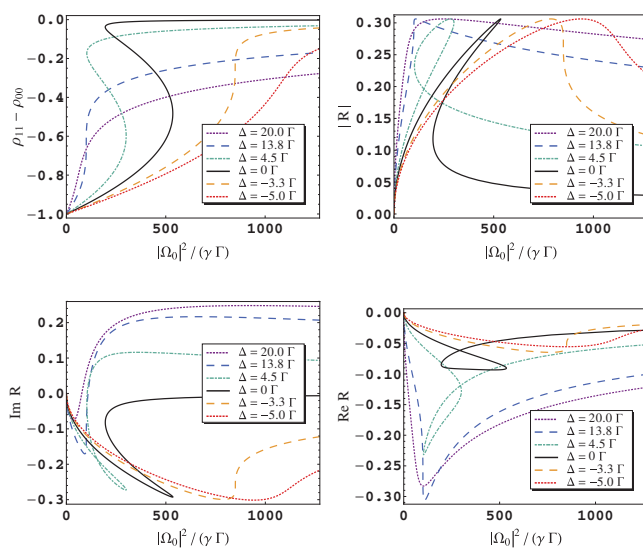 0.0
-0.2
-0.4
-0.6
-0.8
-1.0
ρ11 − ρ00
Δ = 20.0 Γ
Δ = 13.8 Γ
Δ = 4.5 Γ
Δ = 0 Γ
Δ = −3.3 Γ
Δ = −5.0 Γ
0 500 1000
|Ω0|² / (γ Γ)
0.30
0.25
0.20
0.15
0.10
0.05
0.00
| R |
Δ = 20.0 Γ
Δ = 13.8 Γ
Δ = 4.5 Γ
Δ = 0 Γ
Δ = −3.3 Γ
Δ = −5.0 Γ
0 500 1000
|Ω0|² / (γ Γ)
0.2
0.1
0.0
-0.1
-0.2
-0.3
Im R
Δ = 20.0 Γ
Δ = 13.8 Γ
Δ = 4.5 Γ
Δ = 0 Γ
Δ = −3.3 Γ
Δ = −5.0 Γ
0 500 1000
|Ω0|² / (γ Γ)
0.00
−0.05
−0.10
−0.15
−0.20
−0.25
−0.30
Re R
Δ = 20.0 Γ
Δ = 13.8 Γ
Δ = 4.5 Γ
Δ = 0 Γ
Δ = −3.3 Γ
Δ = −5.0 Γ
0 500 1000
|Ω0|² / (γ Γ)